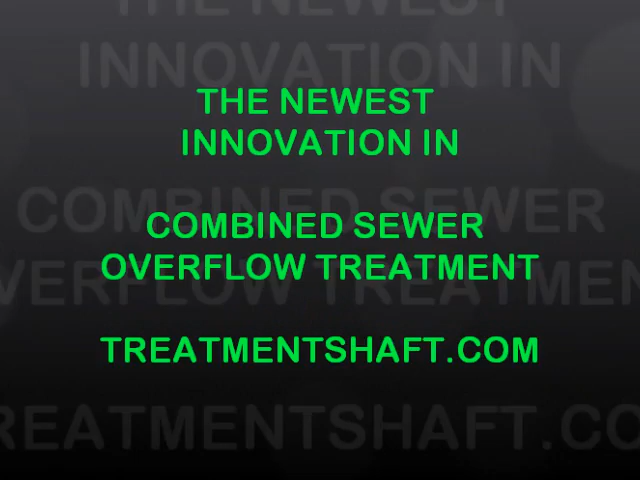 THE NEWEST
INNOVATION IN
COMBINED SEWER
OVERFLOW TREATMENT
TREATMENTSHAFT.COM